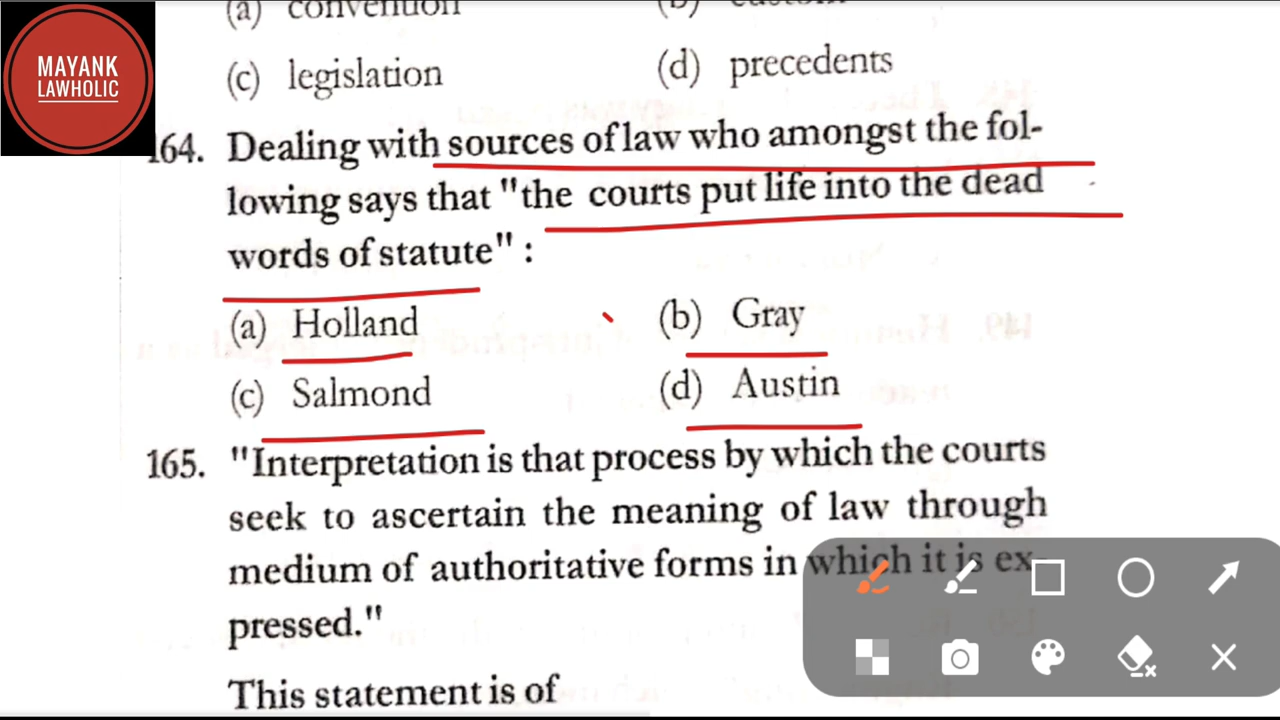 MAYANK
LAWHOLIC
(a) convention (b) custom
(c) legislation (d) precedents
164. Dealing with sources of law who amongst the fol-
lowing says that "the courts put life into the dead
words of statute" :
(a) Holland (b) Gray
(c) Salmond (d) Austin
165. "Interpretation is that process by which the courts
seek to ascertain the meaning of law through
medium of authoritative forms in which it is ex-
pressed."
This statement is of